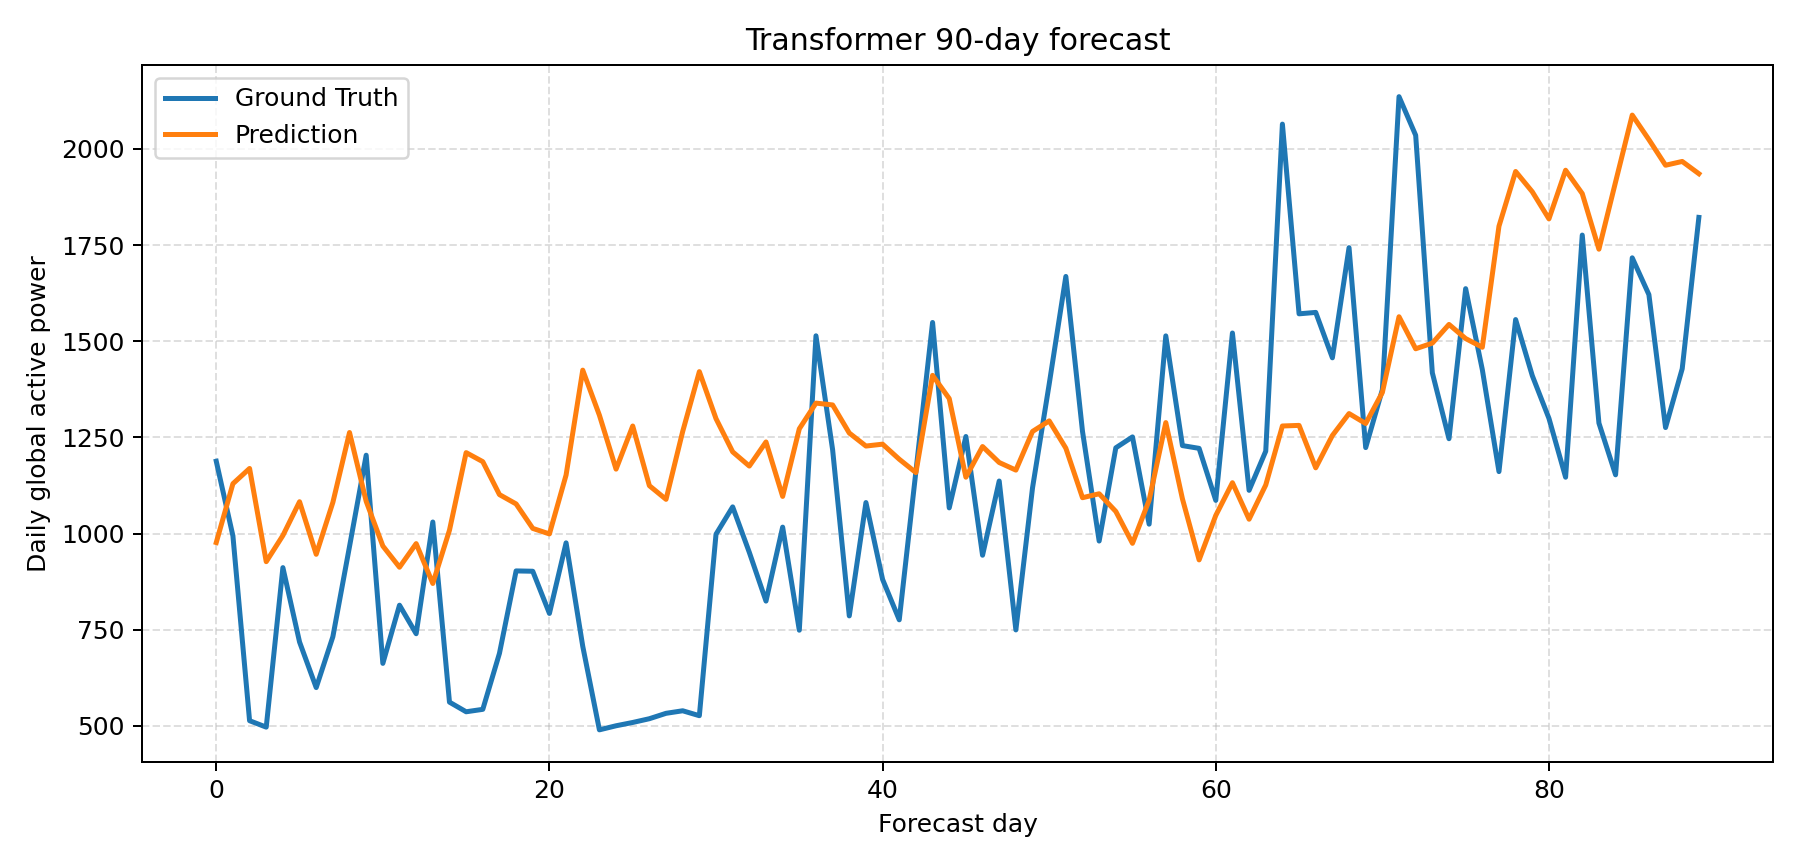 Transformer 90-day forecast
Ground Truth
Prediction
2000
1750
1500
1250
1000
750
500
Daily global active power
0
20
40
60
80
Forecast day